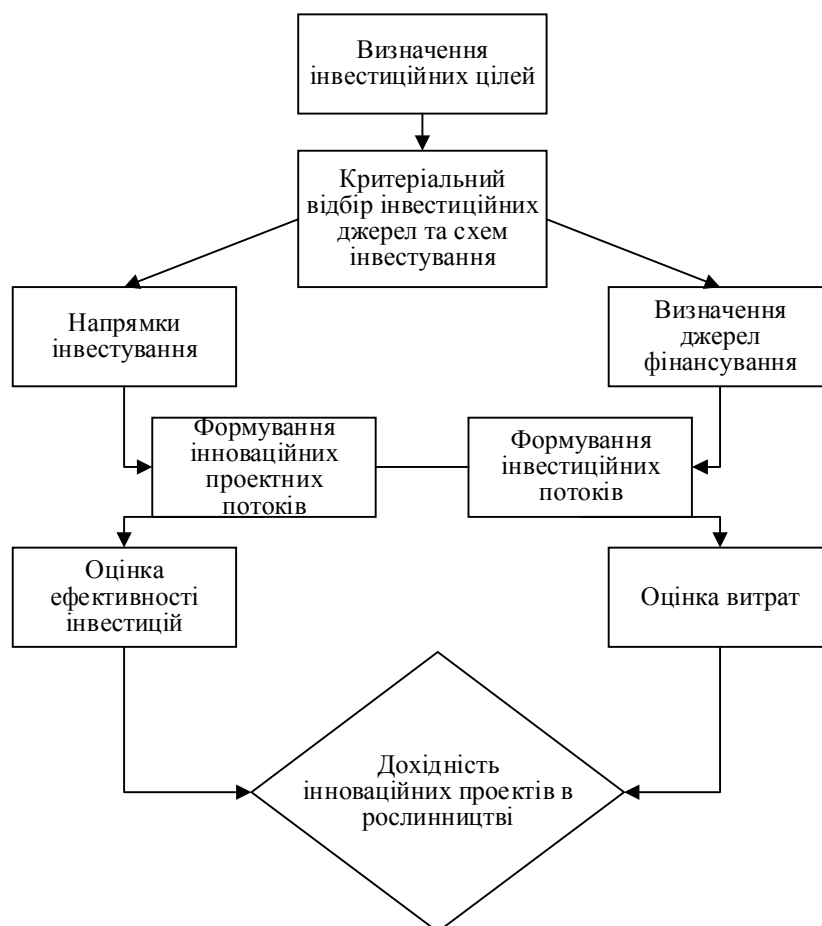 Визначення
інвестиційних цілей
Критеріальний
відбір інвестиційних
джерел та схем
інвестування
Напрямки
інвестування
Визначення
джерел
фінансування
Формування
інноваційних
проектних
потоків
Формування
інвестиційних
потоків
Оцінка
ефективності
інвестицій
Оцінка витрат
Дохідність
інноваційних проектів в
рослинництві